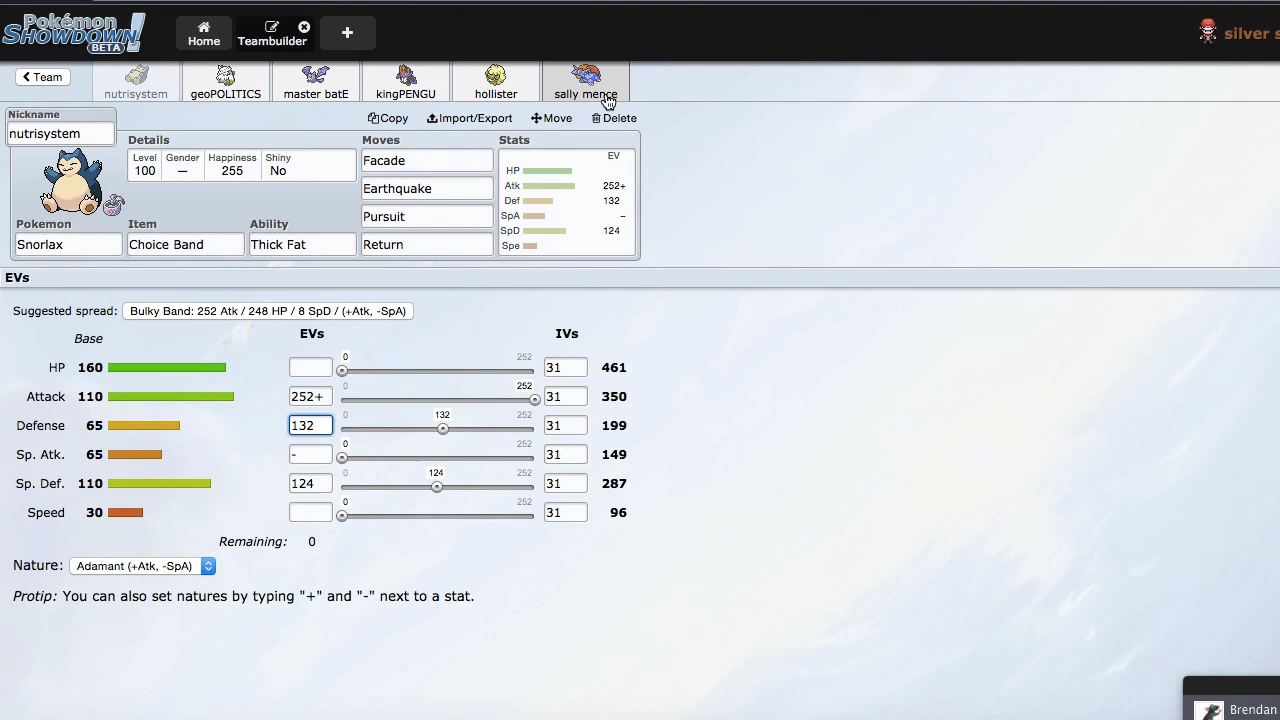 Pokémon
SHOWDOWN!
BETA
Home
Teambuilder
+
silver s
Team
nutrisystem
geoPOLITICS
master batE
kingPENGU
hollister
sally mence
Copy
Import/Export
Move
Delete
Nickname
nutrisystem
Details
Level
100
Gender
—
Happiness
255
Shiny
No
Moves
Facade
Earthquake
Pursuit
Return
Stats
EV
HP
Atk 252+
Def 132
SpA –
SpD 124
Spe
Pokemon
Snorlax
Item
Choice Band
Ability
Thick Fat
EVs
Suggested spread: Bulky Band: 252 Atk / 248 HP / 8 SpD / (+Atk, -SpA)
Base EVs IVs
HP 160 0 252 31 461
Attack 110 252+ 0 252 252 31 350
Defense 65 132 0 132 252 31 199
Sp. Atk. 65 - 0 252 31 149
Sp. Def. 110 124 0 124 252 31 287
Speed 30 0 252 31 96
Remaining: 0
Nature: Adamant (+Atk, -SpA)
Protip: You can also set natures by typing "+" and "-" next to a stat.
Brendan